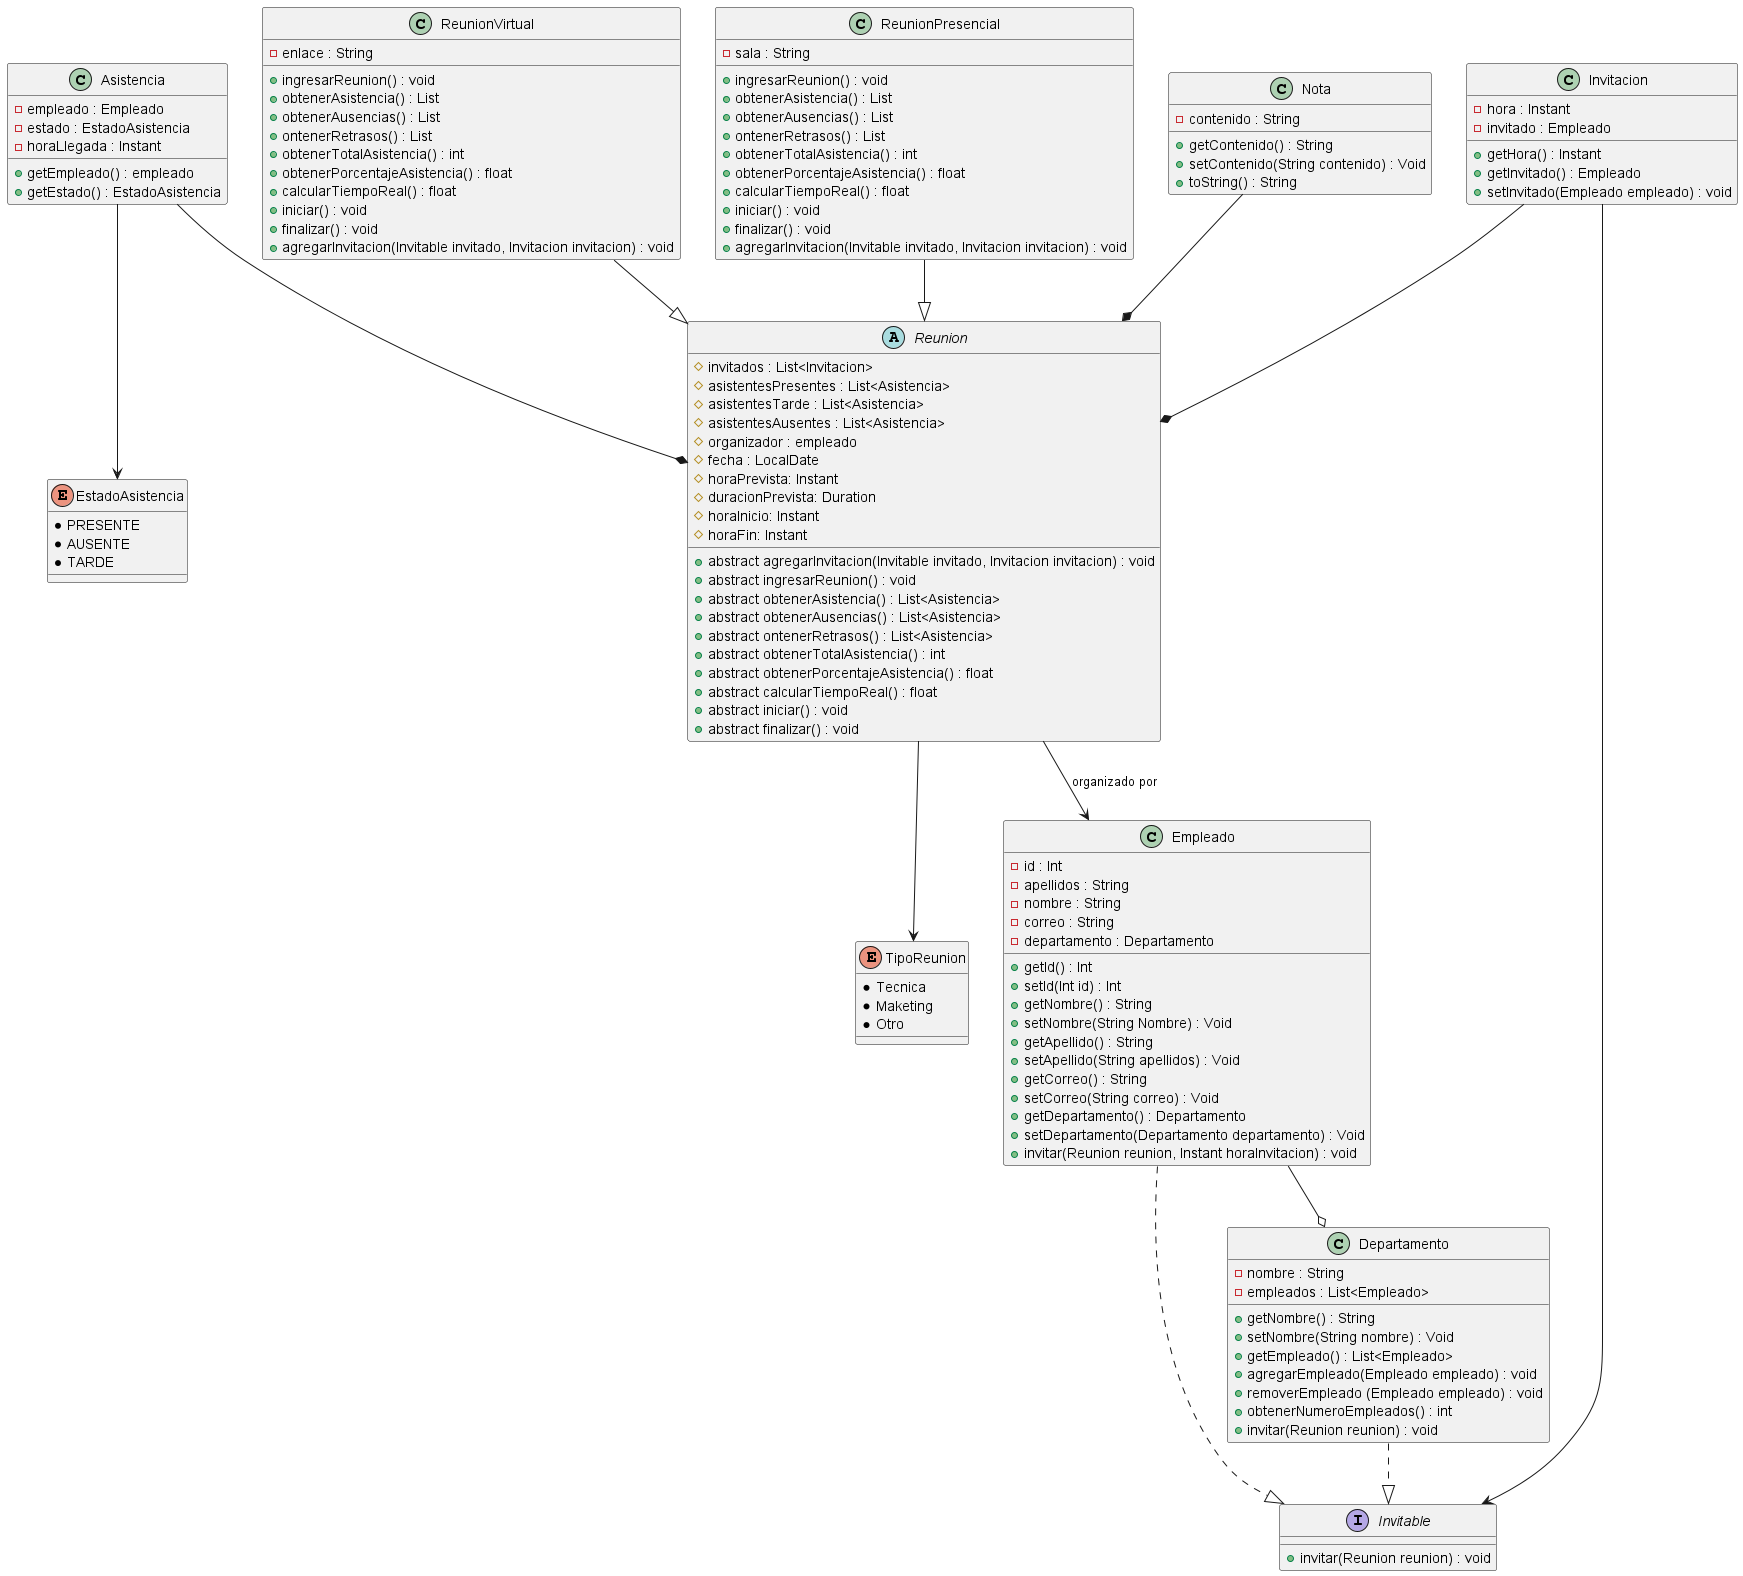 C ReunionVirtual
enlace : String
ingresarReunion() : void
obtenerAsistencia() : List
obtenerAusencias() : List
ontenerRetrasos() : List
obtenerTotalAsistencia() : int
obtenerPorcentajeAsistencia() : float
calcularTiempoReal() : float
iniciar() : void
finalizar() : void
agregarInvitacion(Invitable invitado, Invitacion invitacion) : void
C ReunionPresencial
sala : String
ingresarReunion() : void
obtenerAsistencia() : List
obtenerAusencias() : List
ontenerRetrasos() : List
obtenerTotalAsistencia() : int
obtenerPorcentajeAsistencia() : float
calcularTiempoReal() : float
iniciar() : void
finalizar() : void
agregarInvitacion(Invitable invitado, Invitacion invitacion) : void
C Asistencia
empleado : Empleado
estado : EstadoAsistencia
horaLlegada : Instant
getEmpleado() : empleado
getEstado() : EstadoAsistencia
C Nota
contenido : String
getContenido() : String
setContenido(String contenido) : Void
toString() : String
C Invitacion
hora : Instant
invitado : Empleado
getHora() : Instant
getInvitado() : Empleado
setInvitado(Empleado empleado) : void
A Reunion
invitados : List<Invitacion>
asistentesPresentes : List<Asistencia>
asistentesTarde : List<Asistencia>
asistentesAusentes : List<Asistencia>
organizador : empleado
fecha : LocalDate
horaPrevista: Instant
duracionPrevista: Duration
horaInicio: Instant
horaFin: Instant
abstract agregarInvitacion(Invitable invitado, Invitacion invitacion) : void
abstract ingresarReunion() : void
abstract obtenerAsistencia() : List<Asistencia>
abstract obtenerAusencias() : List<Asistencia>
abstract ontenerRetrasos() : List<Asistencia>
abstract obtenerTotalAsistencia() : int
abstract obtenerPorcentajeAsistencia() : float
abstract calcularTiempoReal() : float
abstract iniciar() : void
abstract finalizar() : void
E EstadoAsistencia
PRESENTE
AUSENTE
TARDE
organizado por
E TipoReunion
Tecnica
Maketing
Otro
C Empleado
id : Int
apellidos : String
nombre : String
correo : String
departamento : Departamento
getId() : Int
setId(Int id) : Int
getNombre() : String
setNombre(String Nombre) : Void
getApellido() : String
setApellido(String apellidos) : Void
getCorreo() : String
setCorreo(String correo) : Void
getDepartamento() : Departamento
setDepartamento(Departamento departamento) : Void
invitar(Reunion reunion, Instant horaInvitacion) : void
C Departamento
nombre : String
empleados : List<Empleado>
getNombre() : String
setNombre(String nombre) : Void
getEmpleado() : List<Empleado>
agregarEmpleado(Empleado empleado) : void
removerEmpleado (Empleado empleado) : void
obtenerNumeroEmpleados() : int
invitar(Reunion reunion) : void
I Invitable
invitar(Reunion reunion) : void